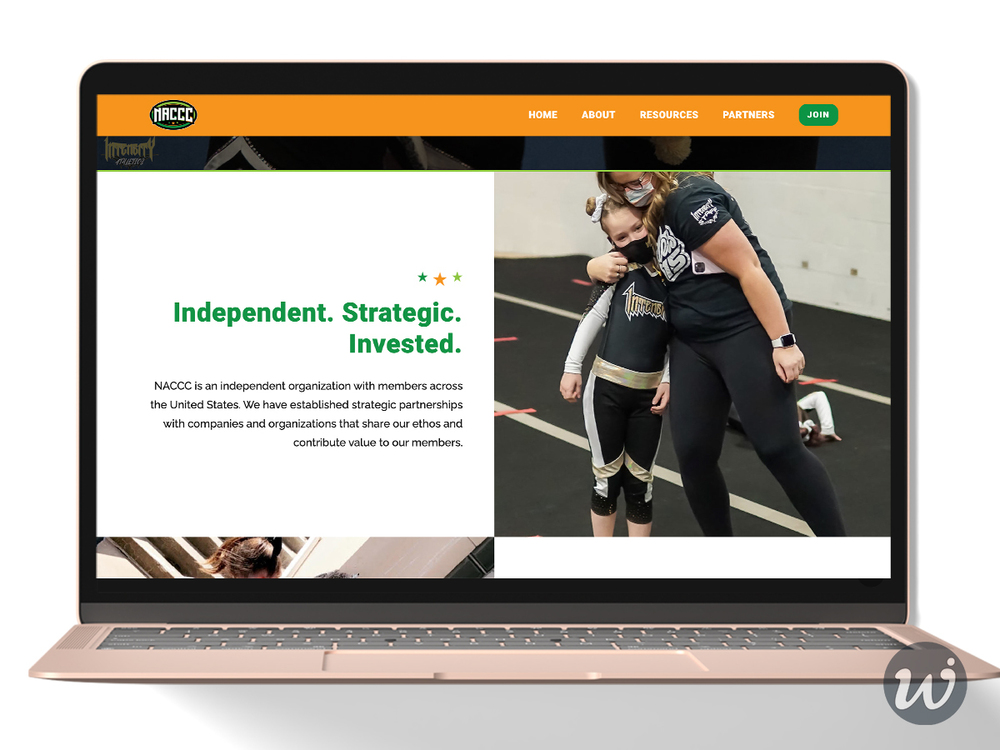 NACCC
HOME ABOUT RESOURCES PARTNERS JOIN
INTENSITY
ATHLETICS
Independent. Strategic.
Invested.
NACCC is an independent organization with members across
the United States. We have established strategic partnerships
with companies and organizations that share our ethos and
contribute value to our members.
INTENSITY
STAFF
w